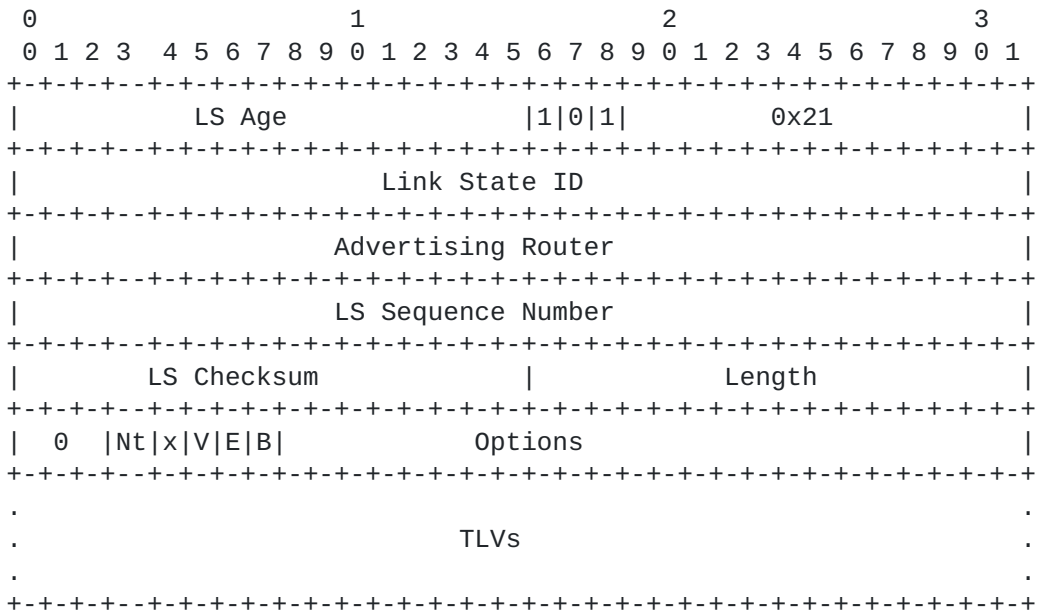 0                    1                   2                   3
 0 1 2 3  4 5 6 7 8 9 0 1 2 3 4 5 6 7 8 9 0 1 2 3 4 5 6 7 8 9 0 1
+-+-+-+--+-+-+-+-+-+-+-+-+-+-+-+-+-+-+-+-+-+-+-+-+-+-+-+-+-+-+-+-+
|           LS Age               |1|0|1|         0x21            |
+-+-+-+--+-+-+-+-+-+-+-+-+-+-+-+-+-+-+-+-+-+-+-+-+-+-+-+-+-+-+-+-+
|                       Link State ID                            |
+-+-+-+--+-+-+-+-+-+-+-+-+-+-+-+-+-+-+-+-+-+-+-+-+-+-+-+-+-+-+-+-+
|                    Advertising Router                          |
+-+-+-+--+-+-+-+-+-+-+-+-+-+-+-+-+-+-+-+-+-+-+-+-+-+-+-+-+-+-+-+-+
|                    LS Sequence Number                          |
+-+-+-+--+-+-+-+-+-+-+-+-+-+-+-+-+-+-+-+-+-+-+-+-+-+-+-+-+-+-+-+-+
|        LS Checksum             |            Length             |
+-+-+-+--+-+-+-+-+-+-+-+-+-+-+-+-+-+-+-+-+-+-+-+-+-+-+-+-+-+-+-+-+
|  0  |Nt|x|V|E|B|            Options                            |
+-+-+-+--+-+-+-+-+-+-+-+-+-+-+-+-+-+-+-+-+-+-+-+-+-+-+-+-+-+-+-+-+
.                                                                .
.                            TLVs                                .
.                                                                .
+-+-+-+--+-+-+-+-+-+-+-+-+-+-+-+-+-+-+-+-+-+-+-+-+-+-+-+-+-+-+-+-+